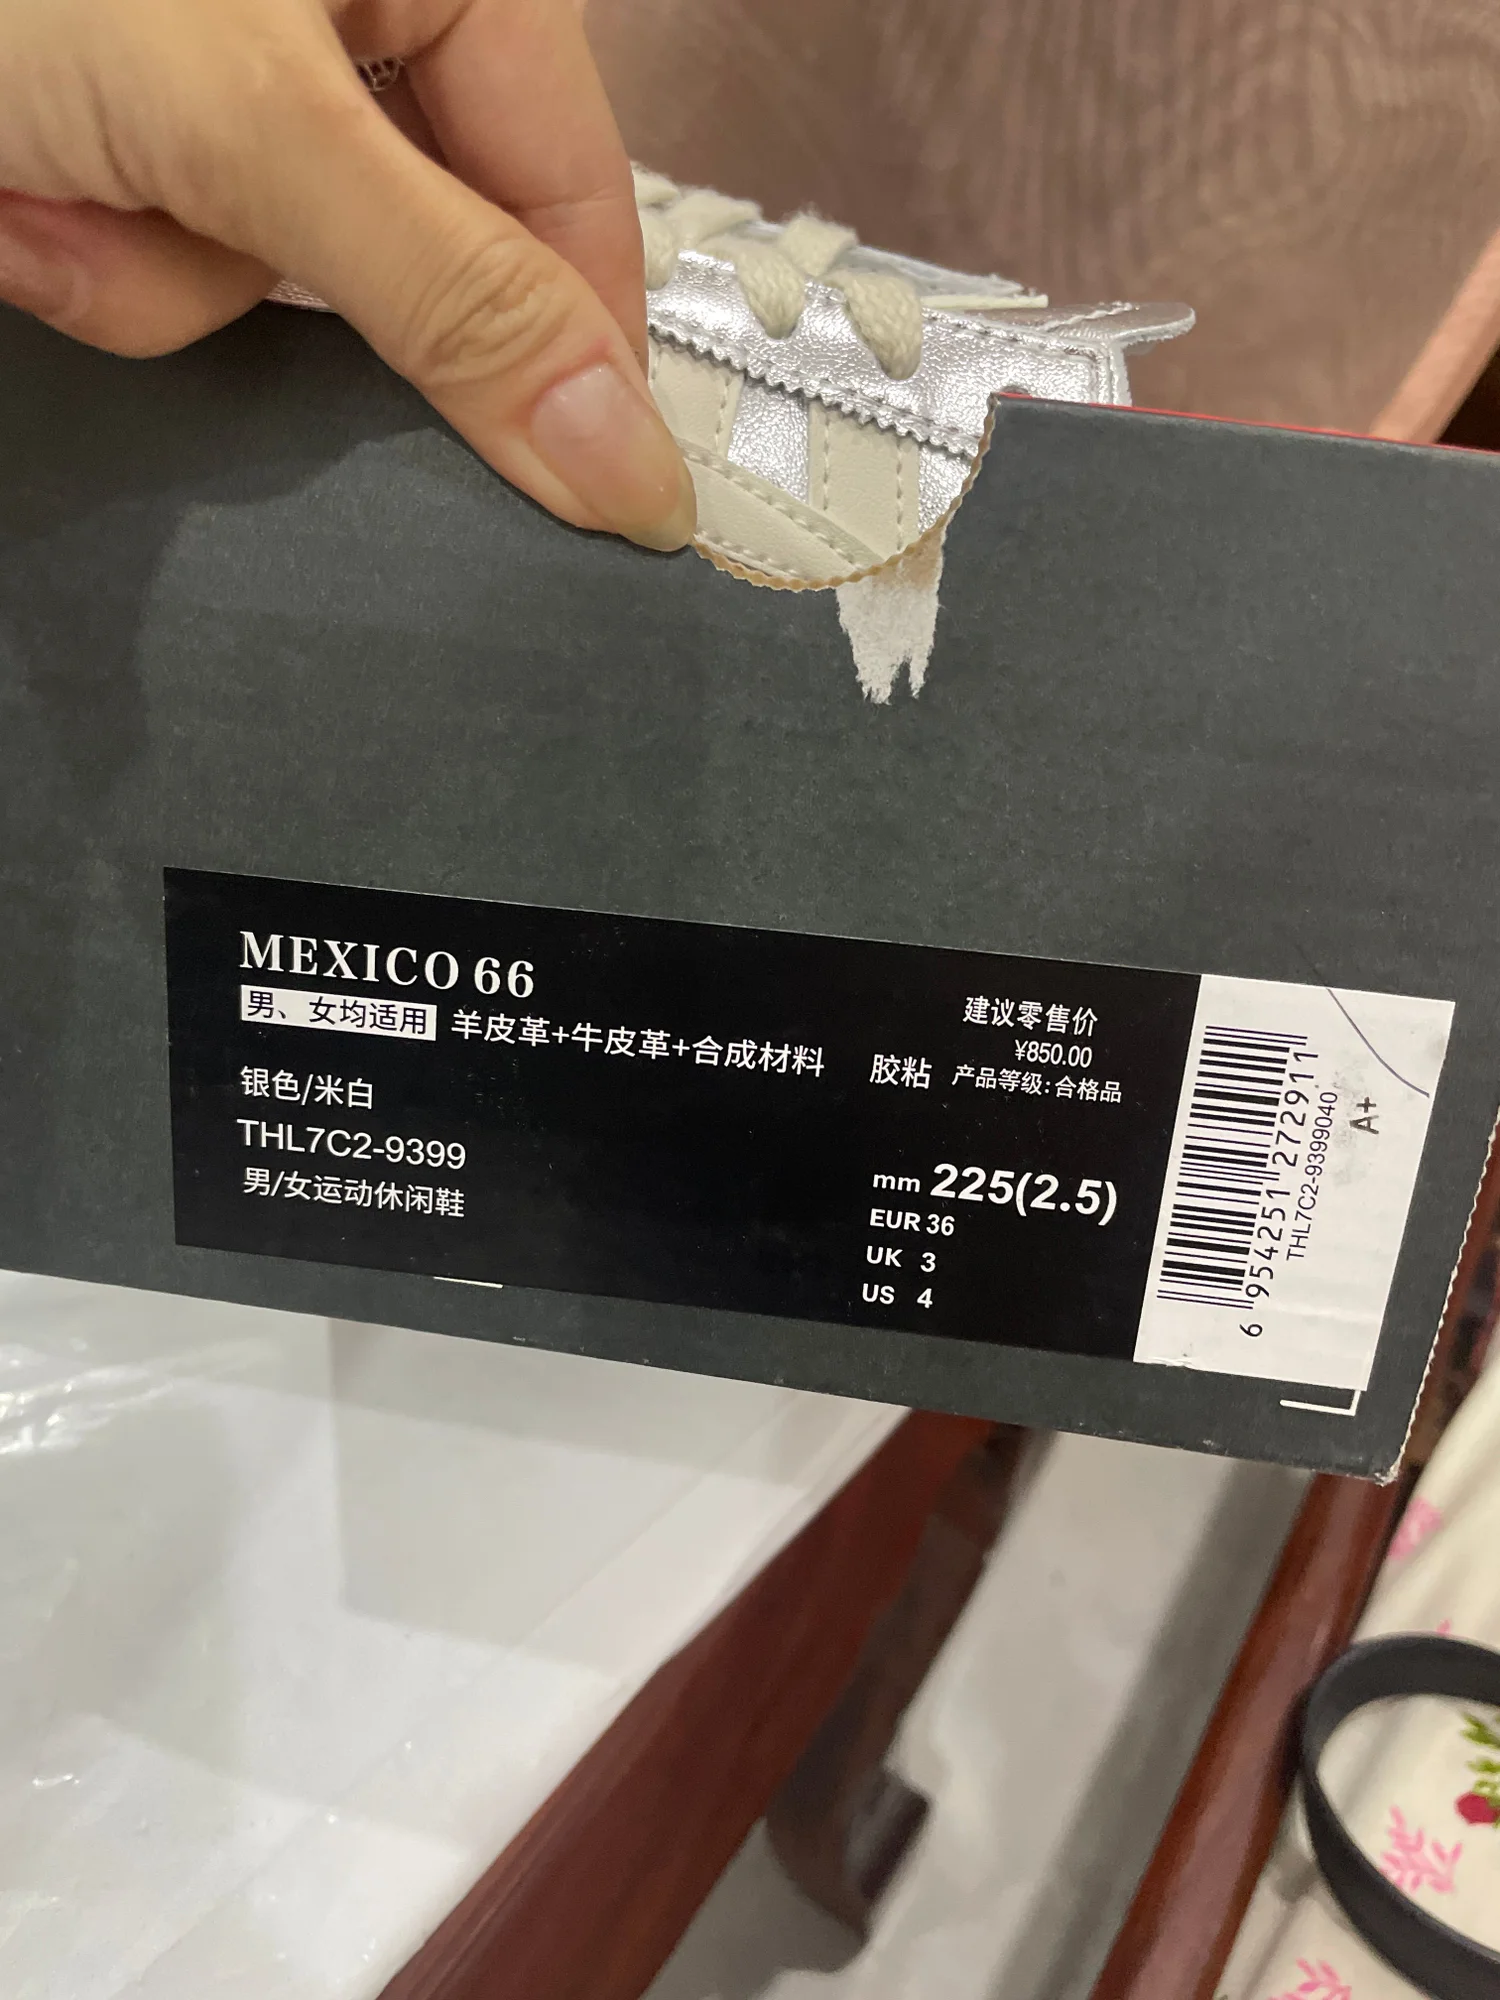 MEXICO 66
男、女均适用 羊皮革+牛皮革+合成材料 胶粘
银色/米白
THL7C2-9399
男/女运动休闲鞋
建议零售价
¥850.00
产品等级:合格品
mm 225(2.5)
EUR 36
UK 3
US 4
6 954251 272911
THL7C2-9399040
A+